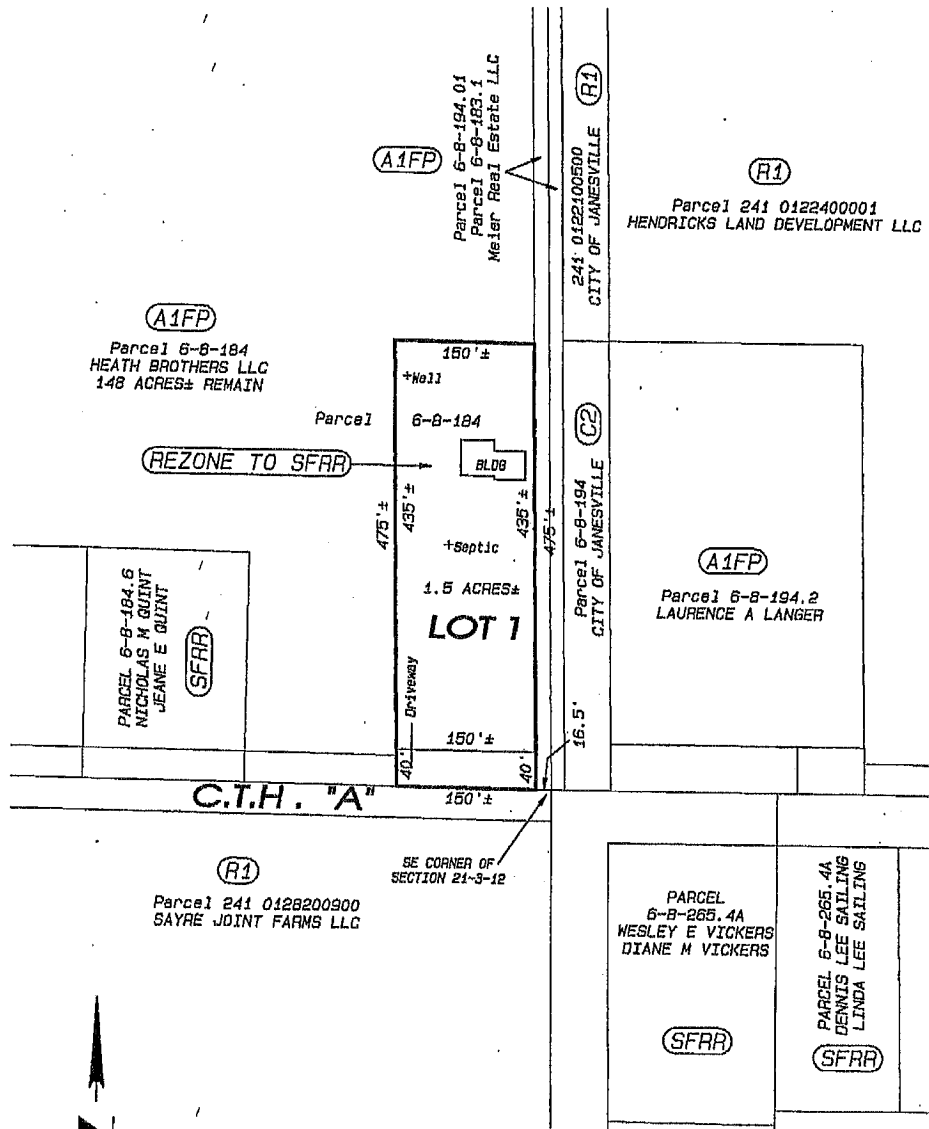 A1FP
Parcel 6-8-194.01
Parcel 6-8-183.1
Meier Real Estate LLC
R1
241 0122100500
CITY OF JANESVILLE
R1
Parcel 241 0122400001
HENDRICKS LAND DEVELOPMENT LLC
A1FP
Parcel 6-8-184
HEATH BROTHERS LLC
148 ACRES± REMAIN
150'±
+Well
Parcel 6-8-184
REZONE TO SFRR
BLDG
475'±
435'±
435'±
475'±
+Septic
1.5 ACRES±
LOT 1
C2
Parcel 6-8-194
CITY OF JANESVILLE
A1FP
Parcel 6-8-194.2
LAURENCE A LANGER
PARCEL 6-8-184.6
NICHOLAS M QUINT
JEANE E QUINT
SFRR
Driveway
150'±
40'
40'
16.5'
C.T.H. "A"
150'±
SE CORNER OF
SECTION 21-3-12
R1
Parcel 241 0128200900
SAYRE JOINT FARMS LLC
PARCEL
6-8-265.4A
WESLEY E VICKERS
DIANE M VICKERS
SFRR
PARCEL 6-8-265.4A
DENNIS LEE SAILING
LINDA LEE SAILING
SFRR